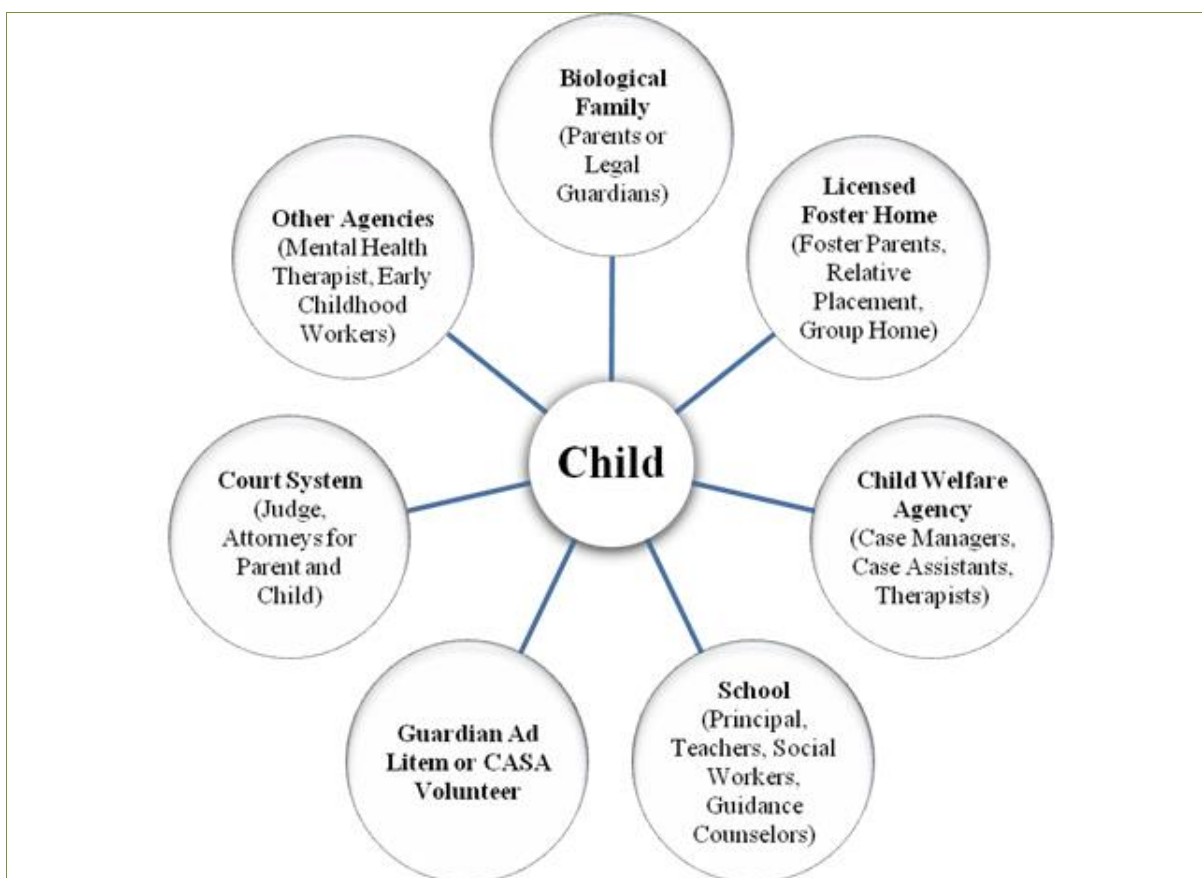 Biological
Family
(Parents or
Legal
Guardians)
Licensed
Foster Home
(Foster Parents,
Relative
Placement,
Group Home)
Other Agencies
(Mental Health
Therapist, Early
Childhood
Workers)
Child
Court System
(Judge,
Attorneys for
Parent and
Child)
Child Welfare
Agency
(Case Managers,
Case Assistants,
Therapists)
Guardian Ad
Litem or CASA
Volunteer
School
(Principal,
Teachers, Social
Workers,
Guidance
Counselors)